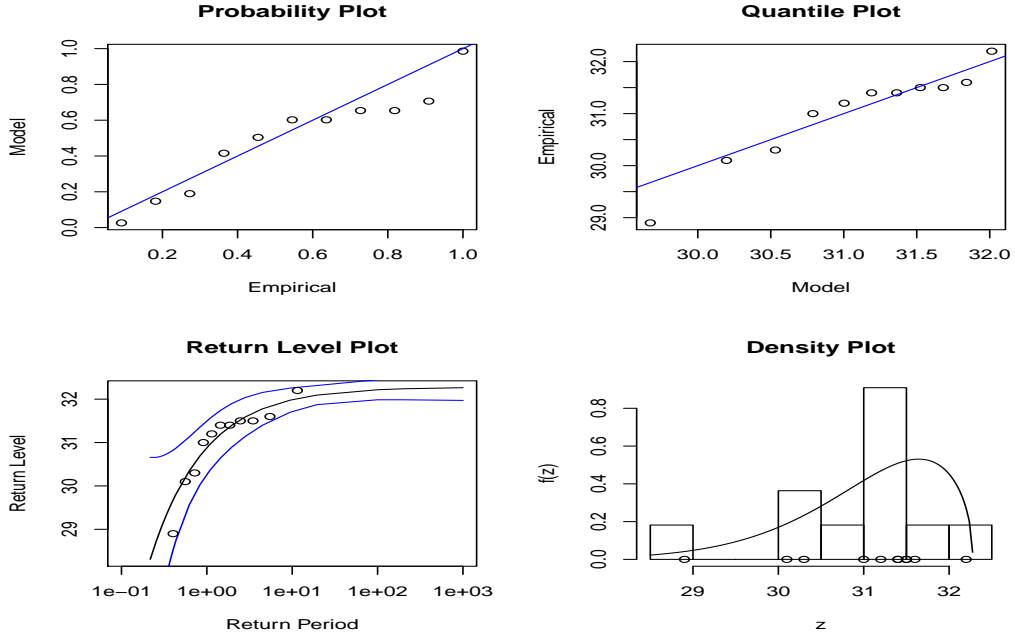 Probability Plot
Model
0.0 0.2 0.4 0.6 0.8 1.0
0.2 0.4 0.6 0.8 1.0
Empirical
Quantile Plot
Empirical
29.0 30.0 31.0 32.0
30.0 30.5 31.0 31.5 32.0
Model
Return Level Plot
Return Level
29 30 31 32
1e−01 1e+00 1e+01 1e+02 1e+03
Return Period
Density Plot
f(z)
0.0 0.2 0.4 0.6 0.8
29 30 31 32
z